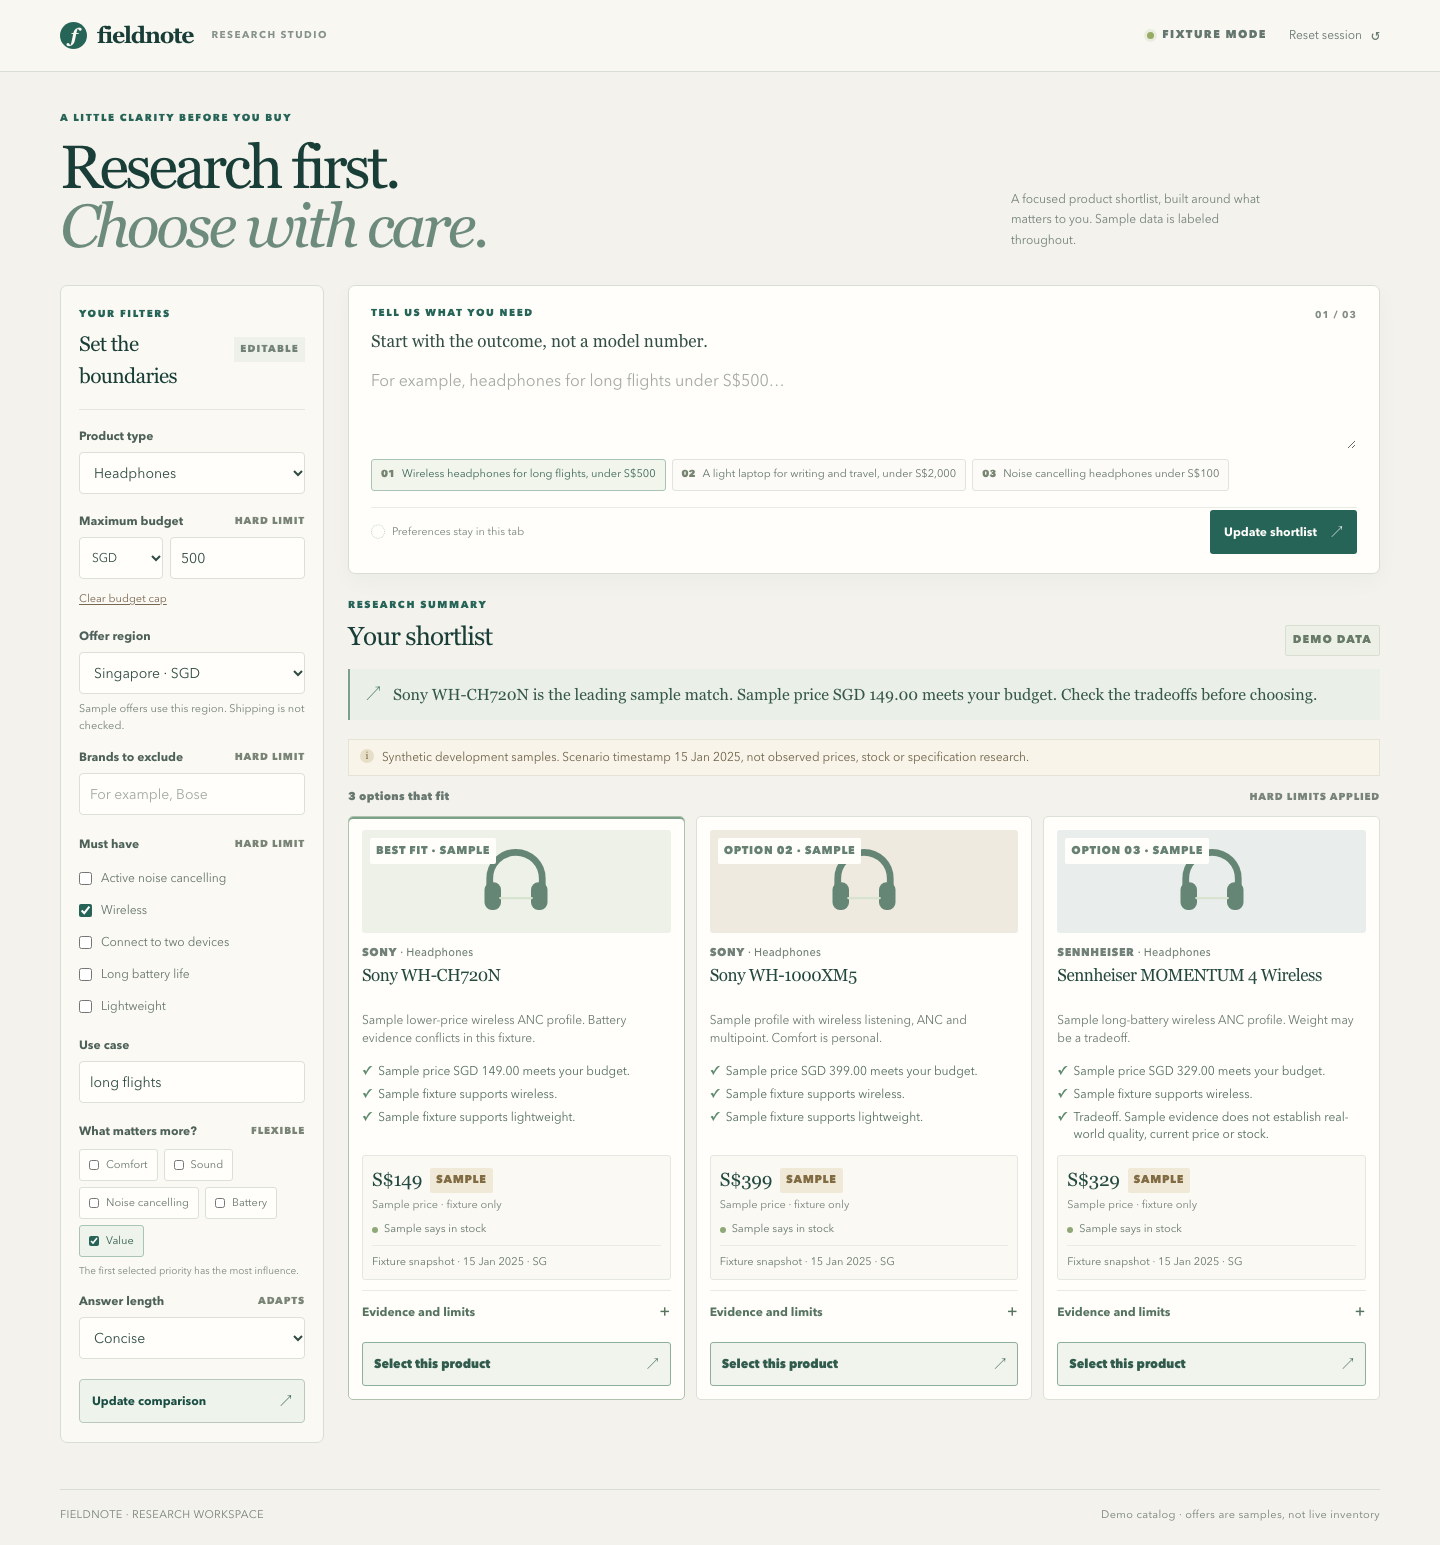 f fieldnote RESEARCH STUDIO
FIXTURE MODE Reset session ↺
A LITTLE CLARITY BEFORE YOU BUY
Research first.
Choose with care.
A focused product shortlist, built around what
matters to you. Sample data is labeled
throughout.
YOUR FILTERS
Set the
boundaries
EDITABLE
Product type
Headphones
Maximum budget HARD LIMIT
SGD 500
Clear budget cap
Offer region
Singapore · SGD
Sample offers use this region. Shipping is not
checked.
Brands to exclude HARD LIMIT
For example, Bose
Must have HARD LIMIT
Active noise cancelling
Wireless
Connect to two devices
Long battery life
Lightweight
Use case
long flights
What matters more? FLEXIBLE
Comfort Sound
Noise cancelling Battery
Value
The first selected priority has the most influence.
Answer length ADAPTS
Concise
Update comparison ↗
TELL US WHAT YOU NEED 01 / 03
Start with the outcome, not a model number.
For example, headphones for long flights under S$500…
01 Wireless headphones for long flights, under S$500
02 A light laptop for writing and travel, under S$2,000
03 Noise cancelling headphones under S$100
Preferences stay in this tab
Update shortlist ↗
RESEARCH SUMMARY
Your shortlist
DEMO DATA
↗ Sony WH-CH720N is the leading sample match. Sample price SGD 149.00 meets your budget. Check the tradeoffs before choosing.
i Synthetic development samples. Scenario timestamp 15 Jan 2025, not observed prices, stock or specification research.
3 options that fit HARD LIMITS APPLIED
BEST FIT · SAMPLE
SONY · Headphones
Sony WH-CH720N
Sample lower-price wireless ANC profile. Battery
evidence conflicts in this fixture.
✓ Sample price SGD 149.00 meets your budget.
✓ Sample fixture supports wireless.
✓ Sample fixture supports lightweight.
S$149 SAMPLE
Sample price · fixture only
Sample says in stock
Fixture snapshot · 15 Jan 2025 · SG
Evidence and limits +
Select this product ↗
OPTION 02 · SAMPLE
SONY · Headphones
Sony WH-1000XM5
Sample profile with wireless listening, ANC and
multipoint. Comfort is personal.
✓ Sample price SGD 399.00 meets your budget.
✓ Sample fixture supports wireless.
✓ Sample fixture supports lightweight.
S$399 SAMPLE
Sample price · fixture only
Sample says in stock
Fixture snapshot · 15 Jan 2025 · SG
Evidence and limits +
Select this product ↗
OPTION 03 · SAMPLE
SENNHEISER · Headphones
Sennheiser MOMENTUM 4 Wireless
Sample long-battery wireless ANC profile. Weight may
be a tradeoff.
✓ Sample price SGD 329.00 meets your budget.
✓ Sample fixture supports wireless.
✓ Tradeoff. Sample evidence does not establish real-
world quality, current price or stock.
S$329 SAMPLE
Sample price · fixture only
Sample says in stock
Fixture snapshot · 15 Jan 2025 · SG
Evidence and limits +
Select this product ↗
FIELDNOTE · RESEARCH WORKSPACE
Demo catalog · offers are samples, not live inventory